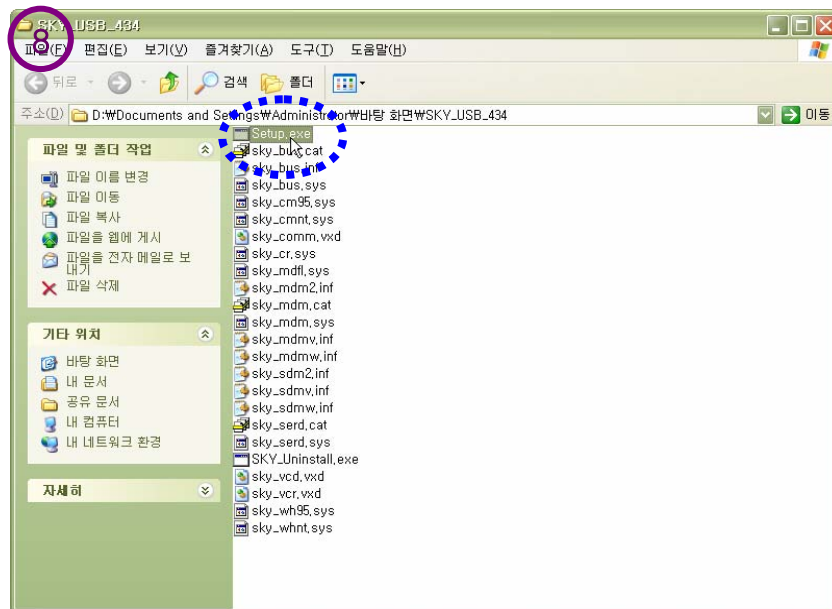 SKY_USB_434
8
파일(F) 편집(E) 보기(V) 즐겨찾기(A) 도구(T) 도움말(H)
뒤로 검색 폴더
주소(D) D:₩Documents and Settings₩Administrator₩바탕 화면₩SKY_USB_434 이동
파일 및 폴더 작업
파일 이름 변경
파일 이동
파일 복사
파일을 웹에 게시
파일을 전자 메일로 보
내기
파일 삭제
기타 위치
바탕 화면
내 문서
공유 문서
내 컴퓨터
내 네트워크 환경
자세히
Setup.exe
sky_bus.cat
sky_bus.inf
sky_bus.sys
sky_cm95.sys
sky_cmnt.sys
sky_comm.vxd
sky_cr.sys
sky_mdfl.sys
sky_mdm2.inf
sky_mdm.cat
sky_mdm.sys
sky_mdmv.inf
sky_mdmw.inf
sky_sdm2.inf
sky_sdmv.inf
sky_sdmw.inf
sky_serd.cat
sky_serd.sys
SKY_Uninstall.exe
sky_vcd.vxd
sky_vcr.vxd
sky_wh95.sys
sky_whnt.sys